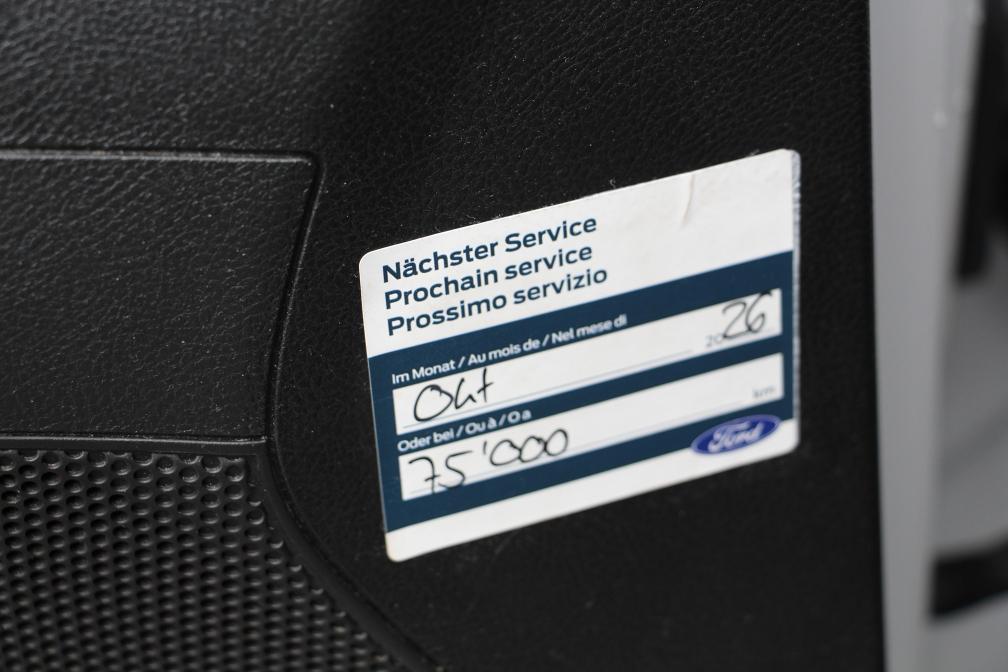 Nächster Service
Prochain service
Prossimo servizio
Im Monat / Au mois de / Nel mese di
Okt 2026
Oder bei / Ou à / O a
75'000 km
Ford